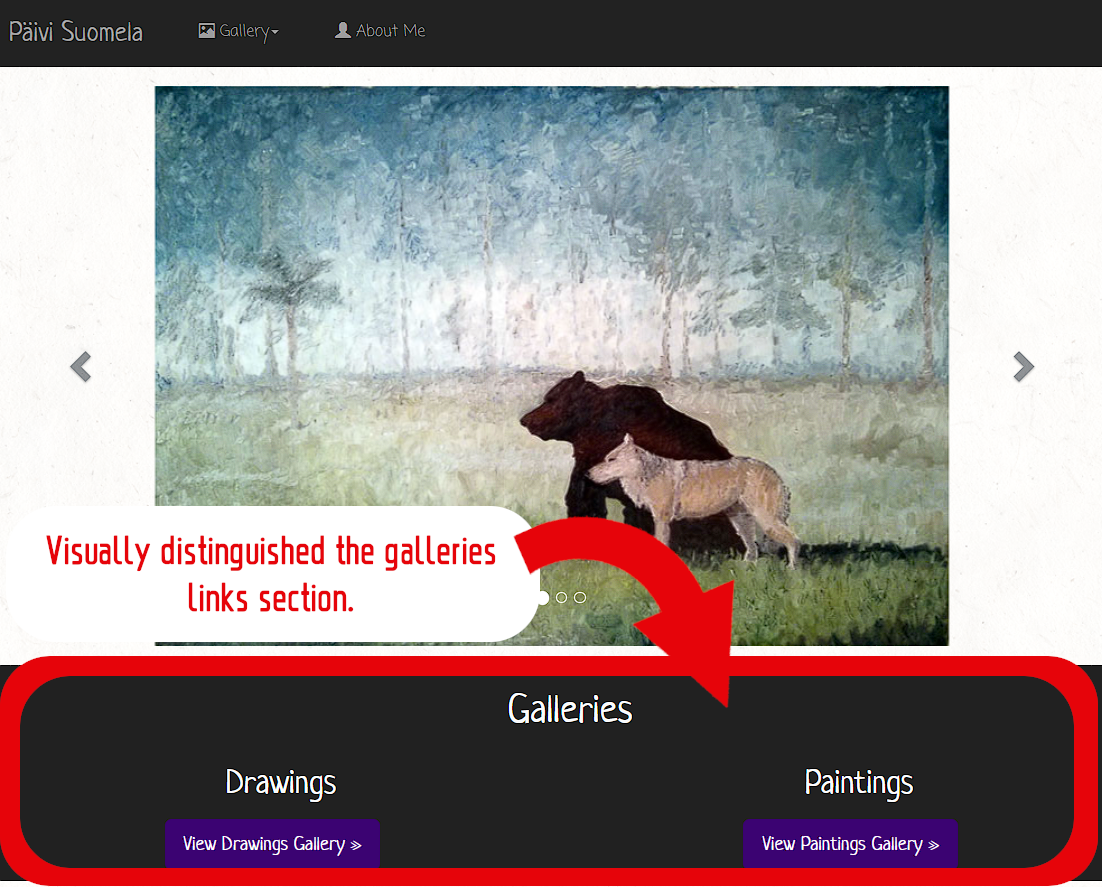 Päivi Suomela Gallery About Me
Visually distinguished the galleries
links section.
Galleries
Drawings Paintings
View Drawings Gallery » View Paintings Gallery »